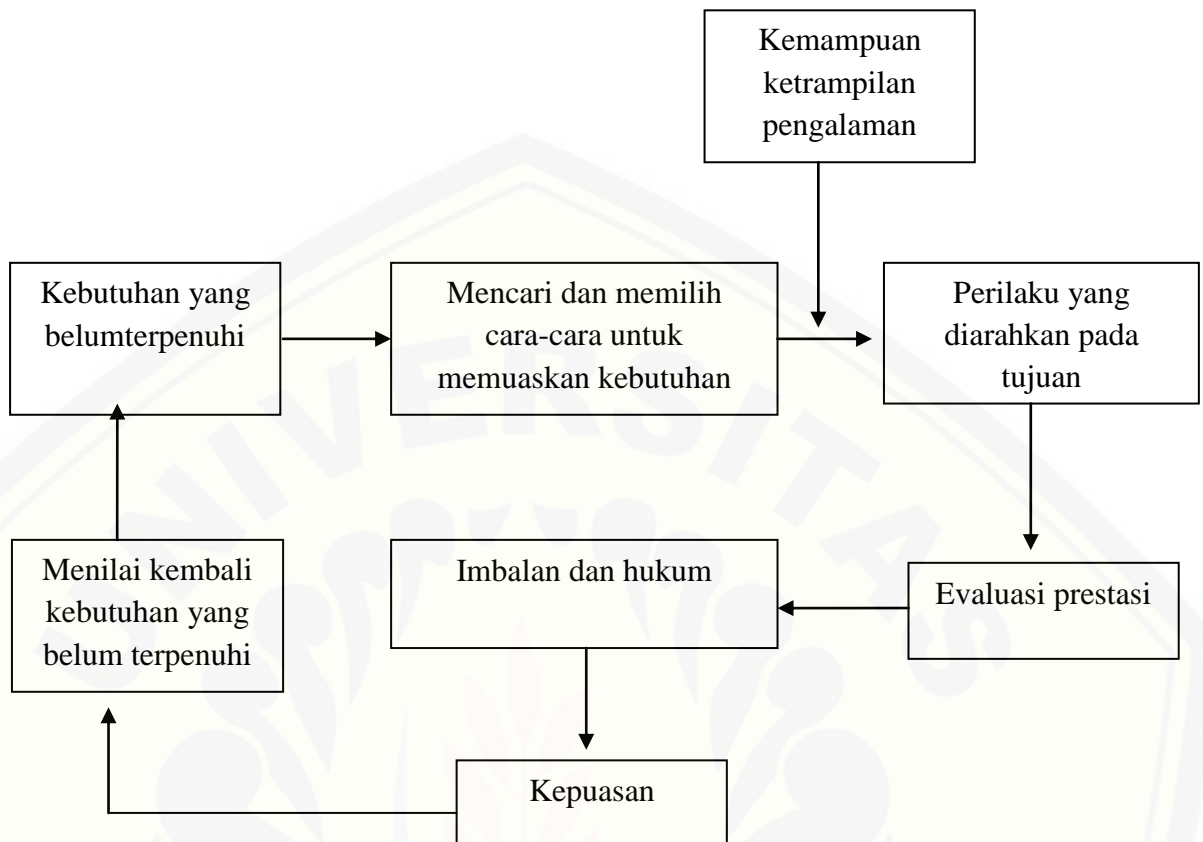 Kemampuan
ketrampilan
pengalaman
Kebutuhan yang
belumterpenuhi
Mencari dan memilih
cara-cara untuk
memuaskan kebutuhan
Perilaku yang
diarahkan pada
tujuan
Menilai kembali
kebutuhan yang
belum terpenuhi
Imbalan dan hukum
Evaluasi prestasi
Kepuasan
UNIVERSITAS